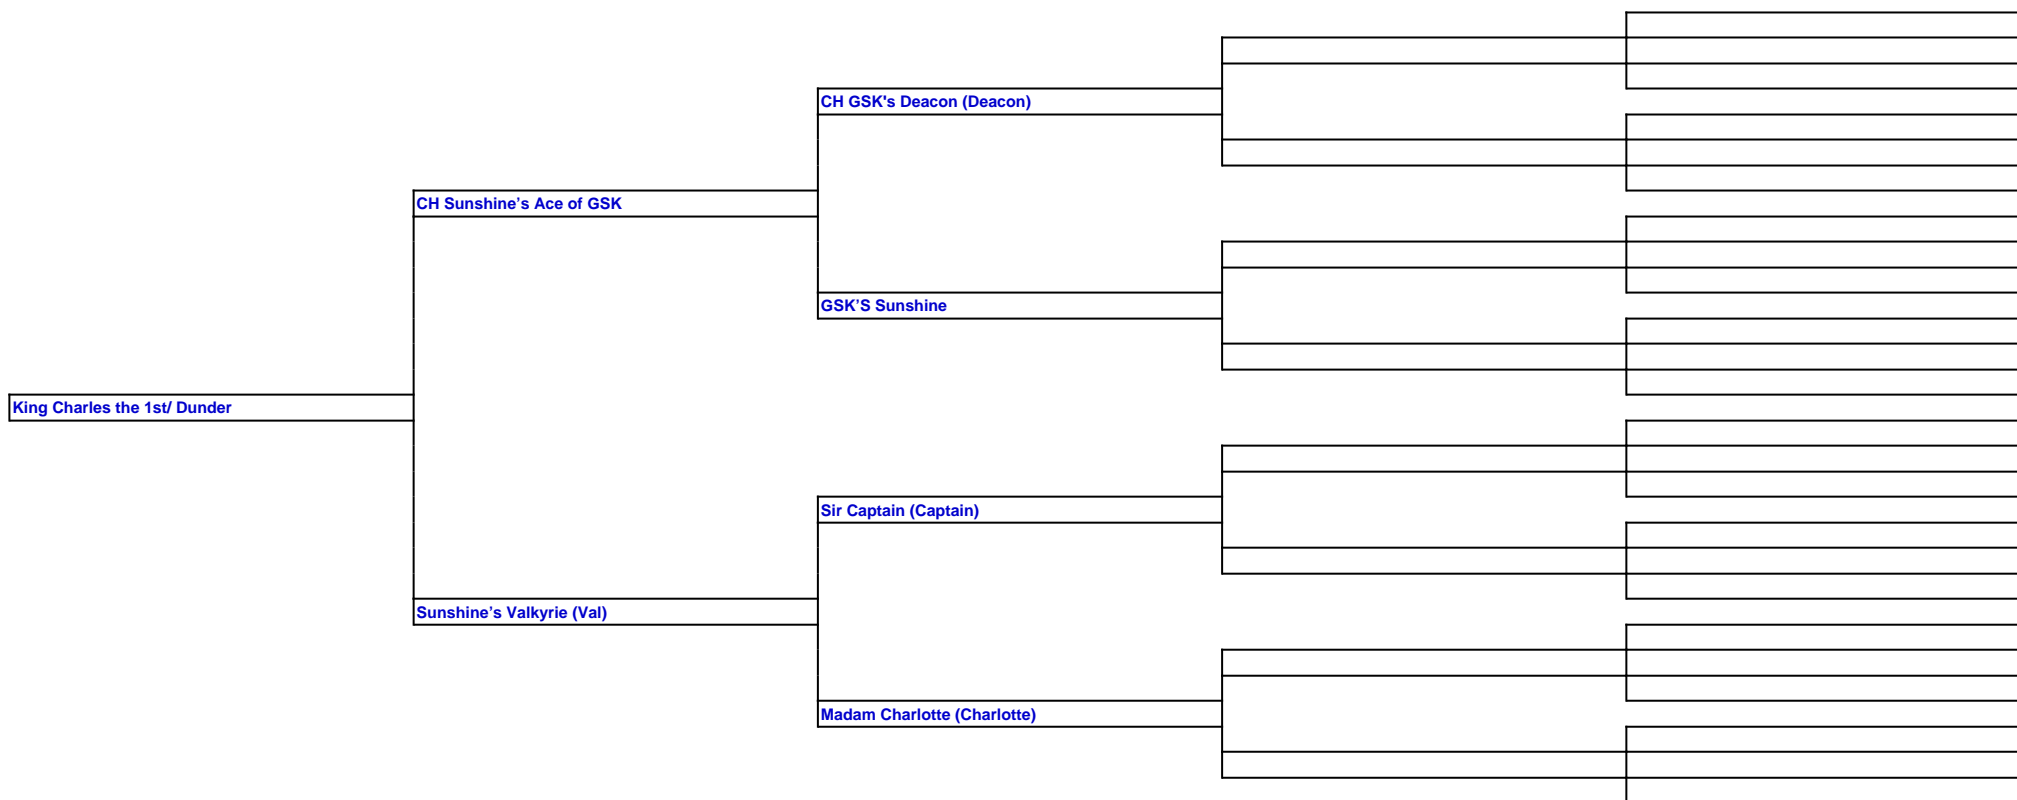 CH GSK's Deacon (Deacon)
CH Sunshine’s Ace of GSK
GSK’S Sunshine
King Charles the 1st/ Dunder
Sir Captain (Captain)
Sunshine’s Valkyrie (Val)
Madam Charlotte (Charlotte)